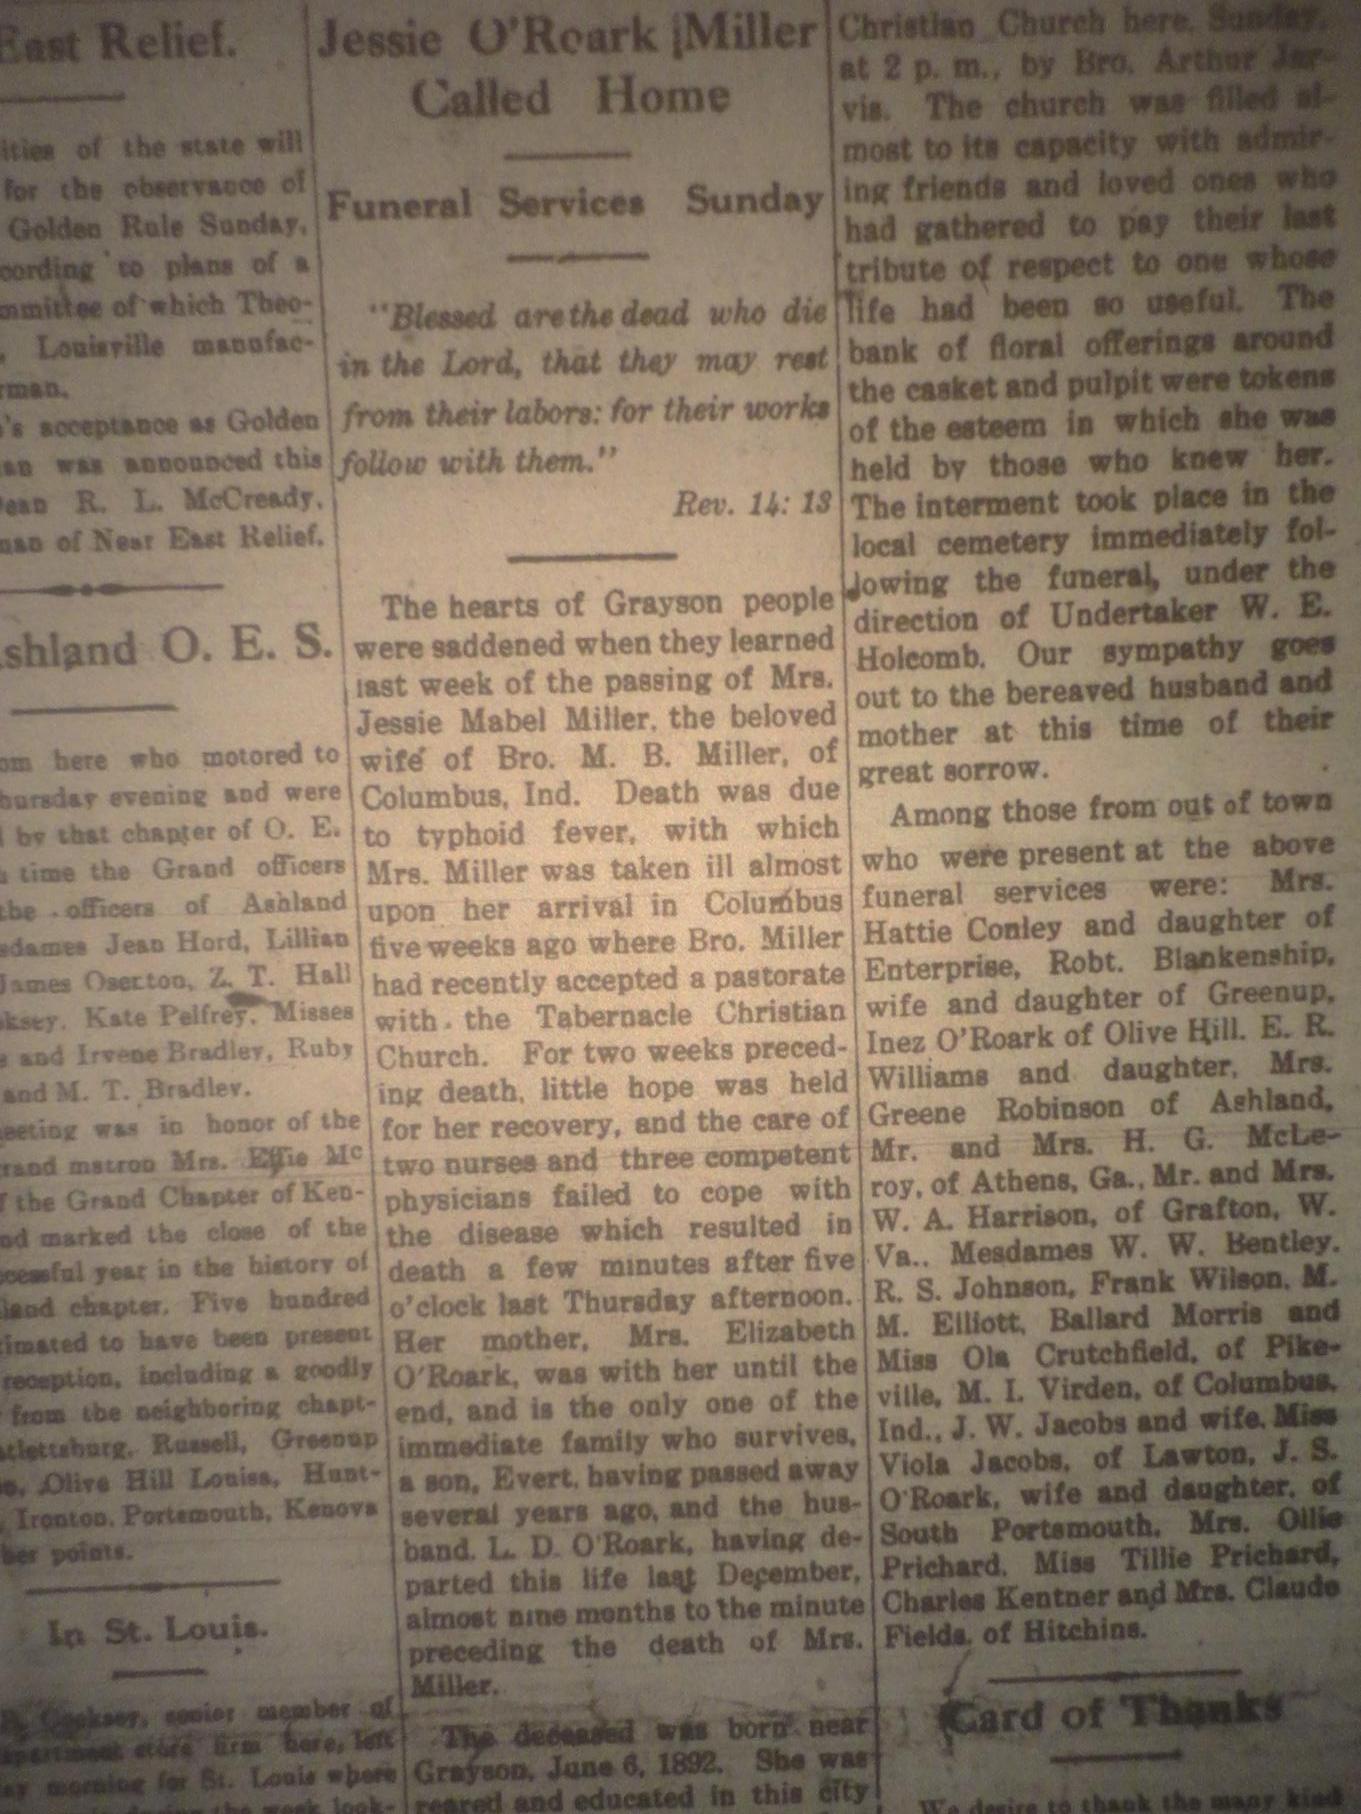 East Relief.
ities of the state will
for the observance of
Golden Rule Sunday,
cording to plans of a
mmittee of which Theo-
, Louisville manufac-
rman.
's acceptance as Golden
an was announced this
ean R. L. McCready,
man of Near East Relief.
shland O. E. S.
om here who motored to
hursday evening and were
by that chapter of O. E.
time the Grand officers
the officers of Ashland
sdames Jean Hord, Lillian
James Oserton, Z. T. Hall
oksey, Kate Pelfrey, Misses
and Irvene Bradley, Ruby
and M. T. Bradley.
eeting was in honor of the
rand matron Mrs. Effie Mc
f the Grand Chapter of Ken-
nd marked the close of the
ccessful year in the history of
land chapter. Five hundred
timated to have been present
reception, including a goodly
from the neighboring chapt-
atlettsburg, Russell, Greenup
Olive Hill Louisa, Hunt-
, Ironton, Portsmouth, Kenova
her points.
In St. Louis.
Cooksey, senior member of
epartment store firm here, left
ay morning for St. Louis where
the week look-
Jessie O'Roark Miller
Called Home
Funeral Services Sunday
"Blessed are the dead who die
in the Lord, that they may rest
from their labors: for their works
follow with them."
Rev. 14: 13
The hearts of Grayson people
were saddened when they learned
last week of the passing of Mrs.
Jessie Mabel Miller, the beloved
wife of Bro. M. B. Miller, of
Columbus, Ind. Death was due
to typhoid fever, with which
Mrs. Miller was taken ill almost
upon her arrival in Columbus
five weeks ago where Bro. Miller
had recently accepted a pastorate
with the Tabernacle Christian
Church. For two weeks preced-
ing death, little hope was held
for her recovery, and the care of
two nurses and three competent
physicians failed to cope with
the disease which resulted in
death a few minutes after five
o'clock last Thursday afternoon.
Her mother, Mrs. Elizabeth
O'Roark, was with her until the
end, and is the only one of the
immediate family who survives,
a son, Evert, having passed away
several years ago, and the hus-
band, L. D. O'Roark, having de-
parted this life last December,
almost nine months to the minute
preceding the death of Mrs.
Miller.
The deceased was born near
Grayson, June 6, 1892. She was
reared and educated in this city
Christian Church here, Sunday,
at 2 p. m., by Bro. Arthur Jar-
vis. The church was filled al-
most to its capacity with admir-
ing friends and loved ones who
had gathered to pay their last
tribute of respect to one whose
life had been so useful. The
bank of floral offerings around
the casket and pulpit were tokens
of the esteem in which she was
held by those who knew her.
The interment took place in the
local cemetery immediately fol-
lowing the funeral, under the
direction of Undertaker W. E.
Holcomb. Our sympathy goes
out to the bereaved husband and
mother at this time of their
great sorrow.
Among those from out of town
who were present at the above
funeral services were: Mrs.
Hattie Conley and daughter of
Enterprise, Robt. Blankenship,
wife and daughter of Greenup,
Inez O'Roark of Olive Hill. E. R.
Williams and daughter, Mrs.
Greene Robinson of Ashland,
Mr. and Mrs. H. G. McLe-
roy, of Athens, Ga., Mr. and Mrs.
W. A. Harrison, of Grafton, W.
Va., Mesdames W. W. Bentley,
R. S. Johnson, Frank Wilson, M.
M. Elliott, Ballard Morris and
Miss Ola Crutchfield, of Pike-
ville, M. I. Virden, of Columbus,
Ind., J. W. Jacobs and wife, Miss
Viola Jacobs, of Lawton, J. S.
O'Roark, wife and daughter, of
South Portsmouth, Mrs. Ollie
Prichard, Miss Tillie Prichard,
Charles Kentner and Mrs. Claude
Fields, of Hitchins.
Card of Thanks
We desire to thank the many kind